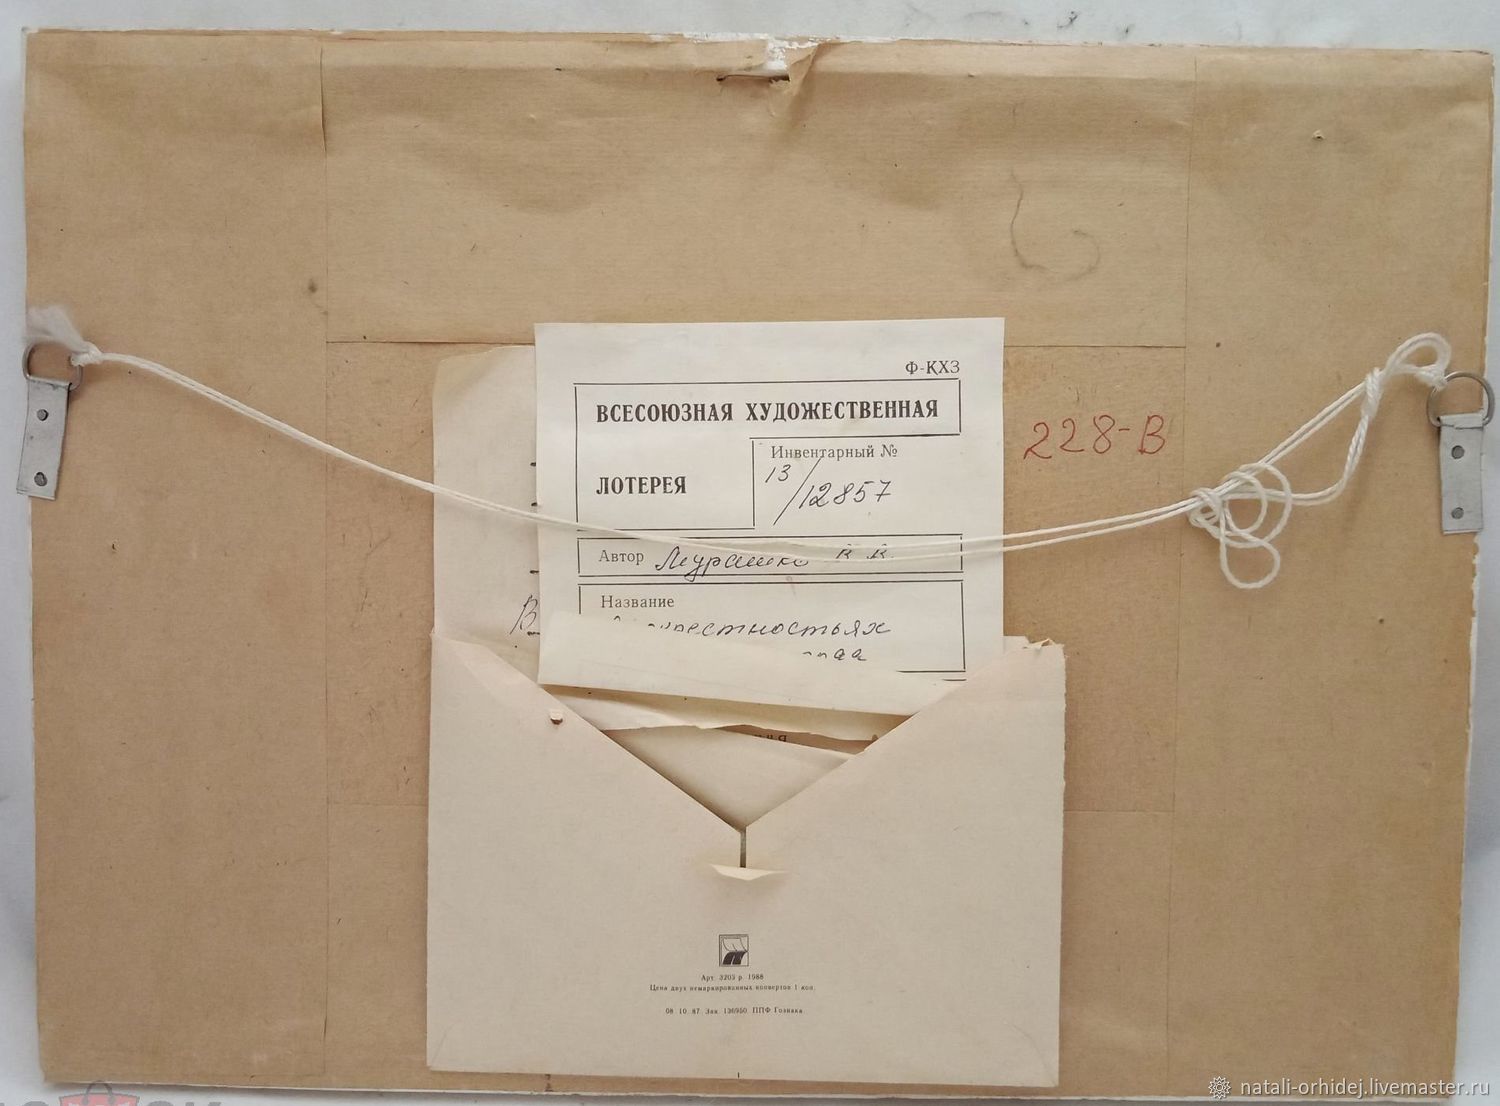 Ф-КХЗ
ВСЕСОЮЗНАЯ ХУДОЖЕСТВЕННАЯ
ЛОТЕРЕЯ
Инвентарный №
13/12857
228-В
Автор Мурашко В. В.
Название
В
Арт. 3205 р. 1988
Цена двух немаркированных конвертов 1 коп.
08 10 87 Зак. 136950 ППФ Гознака
natali-orhidej.livemaster.ru